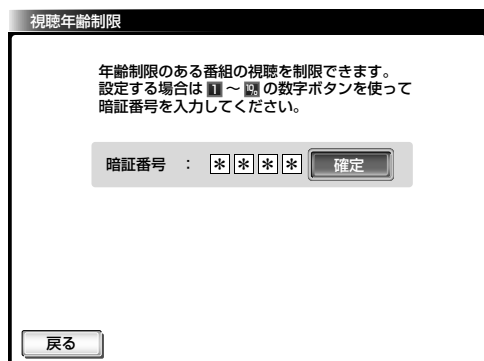 視聴年齢制限
年齢制限のある番組の視聴を制限できます。
設定する場合は 1 ～ 10 の数字ボタンを使って
暗証番号を入力してください。
暗証番号 ： ＊＊＊＊ 確定
戻る